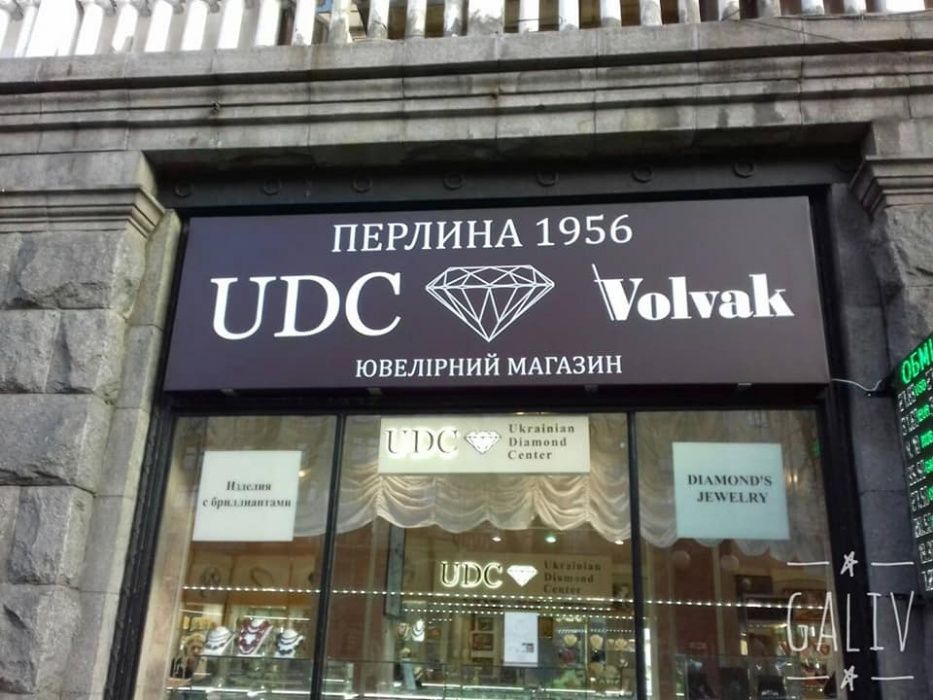 ПЕРЛИНА 1956
UDC Volvak
ЮВЕЛІРНИЙ МАГАЗИН
UDC
Ukrainian
Diamond
Center
Изделия
с бриллиантами
DIAMOND'S
JEWELRY
UDC
Ukrainian
Diamond
Center
GALIV